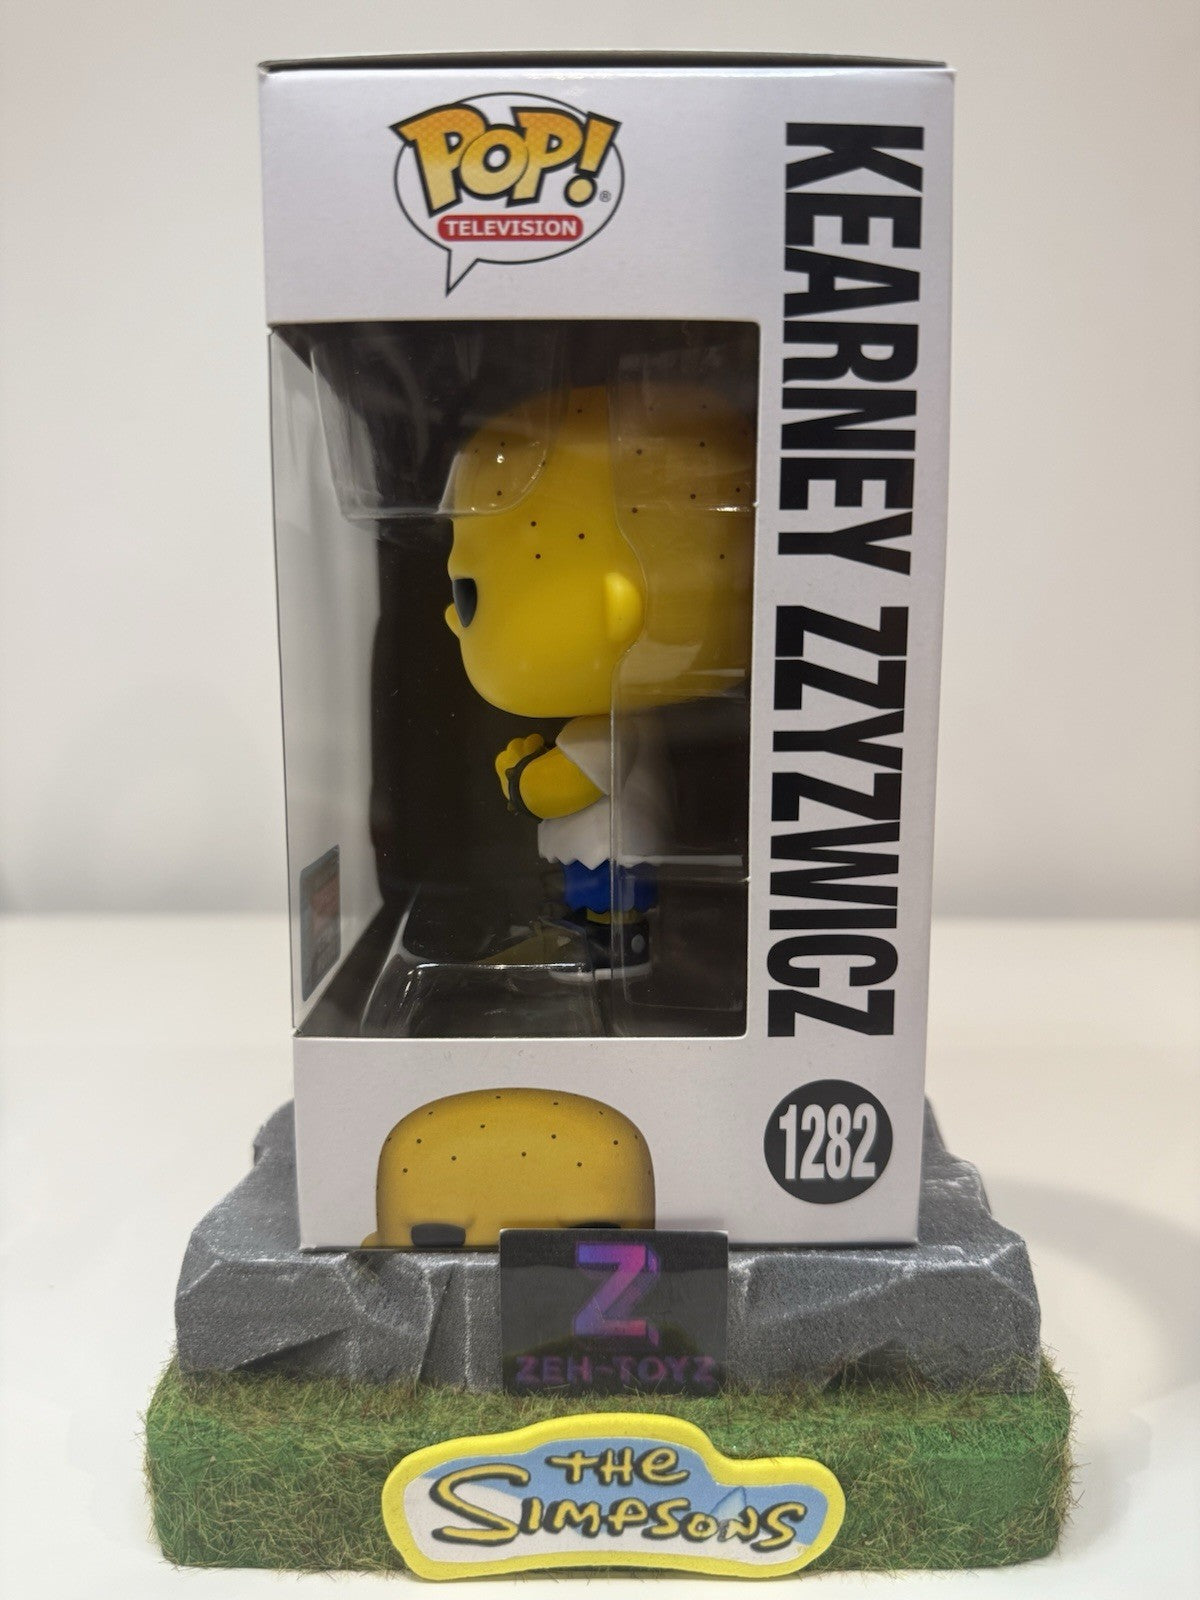 POP!
®
TELEVISION
KEARNEY ZZYZWICZ
1282
Z
ZEH-TOYZ
THE
SIMPSONS